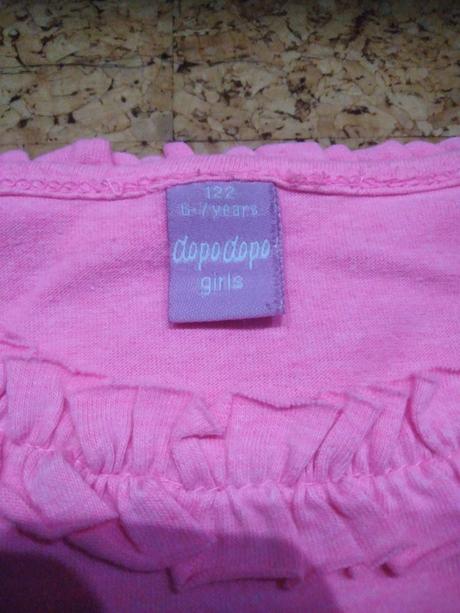 122
6-7 years
dopodopo
girls